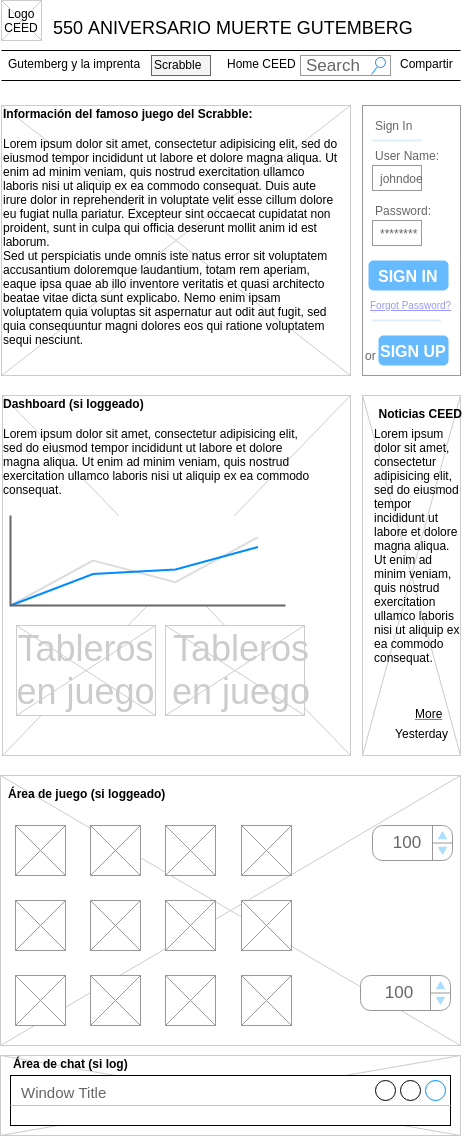 Logo
CEED
550 ANIVERSARIO MUERTE GUTEMBERG
Gutemberg y la imprenta
Scrabble
Home CEED
Search
Compartir
Información del famoso juego del Scrabble:
Lorem ipsum dolor sit amet, consectetur adipisicing elit, sed do
eiusmod tempor incididunt ut labore et dolore magna aliqua. Ut
enim ad minim veniam, quis nostrud exercitation ullamco
laboris nisi ut aliquip ex ea commodo consequat. Duis aute
irure dolor in reprehenderit in voluptate velit esse cillum dolore
eu fugiat nulla pariatur. Excepteur sint occaecat cupidatat non
proident, sunt in culpa qui officia deserunt mollit anim id est
laborum.
Sed ut perspiciatis unde omnis iste natus error sit voluptatem
accusantium doloremque laudantium, totam rem aperiam,
eaque ipsa quae ab illo inventore veritatis et quasi architecto
beatae vitae dicta sunt explicabo. Nemo enim ipsam
voluptatem quia voluptas sit aspernatur aut odit aut fugit, sed
quia consequuntur magni dolores eos qui ratione voluptatem
sequi nesciunt.
Sign In
User Name:
johndoe
Password:
********
SIGN IN
Forgot Password?
or
SIGN UP
Dashboard (si loggeado)
Lorem ipsum dolor sit amet, consectetur adipisicing elit,
sed do eiusmod tempor incididunt ut labore et dolore
magna aliqua. Ut enim ad minim veniam, quis nostrud
exercitation ullamco laboris nisi ut aliquip ex ea commodo
consequat.
Tableros
en juego
Tableros
en juego
Noticias CEED
Lorem ipsum
dolor sit amet,
consectetur
adipisicing elit,
sed do eiusmod
tempor
incididunt ut
labore et dolore
magna aliqua.
Ut enim ad
minim veniam,
quis nostrud
exercitation
ullamco laboris
nisi ut aliquip ex
ea commodo
consequat.
More
Yesterday
Área de juego (si loggeado)
100
100
Área de chat (si log)
Window Title